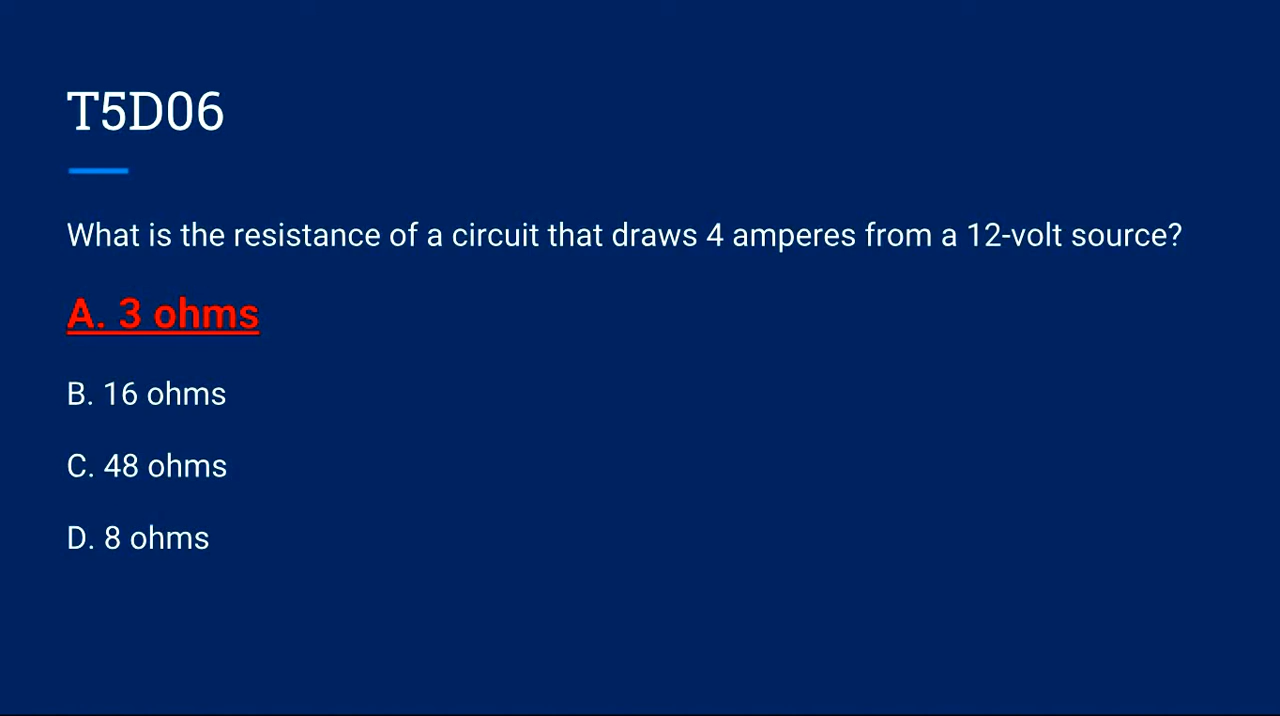 T5D06
What is the resistance of a circuit that draws 4 amperes from a 12-volt source?
A. 3 ohms
B. 16 ohms
C. 48 ohms
D. 8 ohms